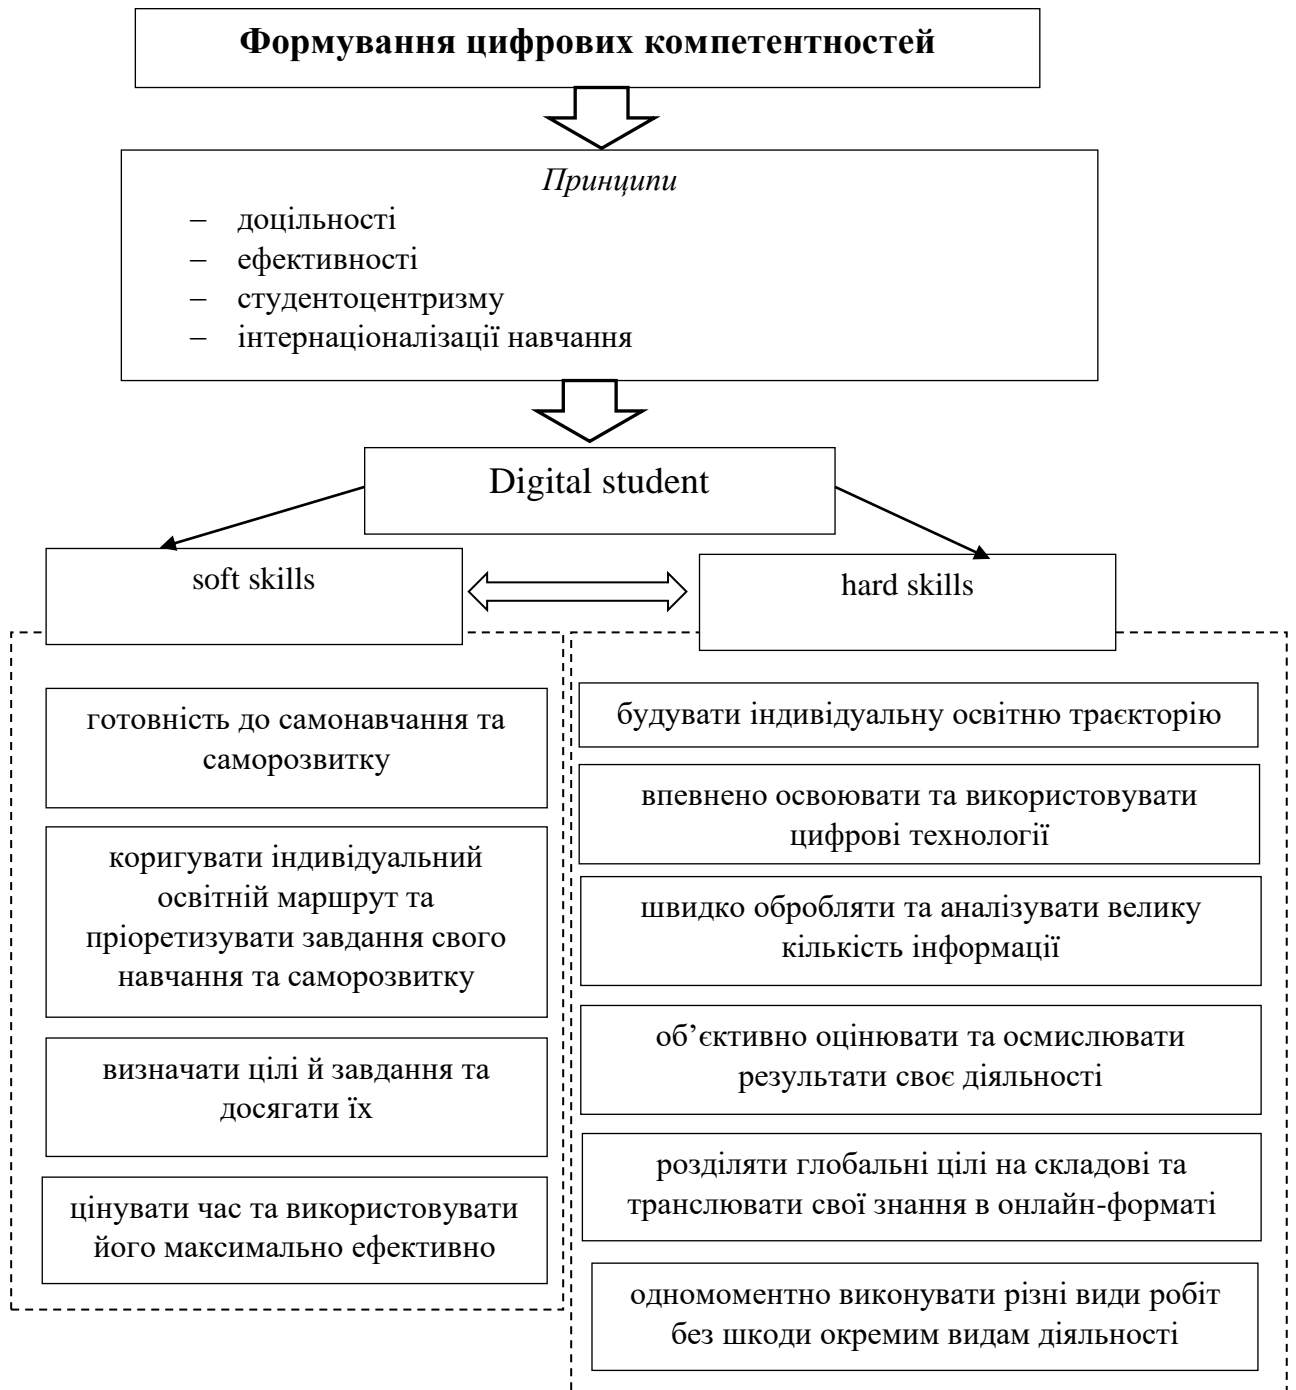 Формування цифрових компетентностей
Принципи
– доцільності
– ефективності
– студентоцентризму
– інтернаціоналізації навчання
Digital student
soft skills
hard skills
готовність до самонавчання та
саморозвитку
коригувати індивідуальний
освітній маршрут та
пріоретизувати завдання свого
навчання та саморозвитку
визначати цілі й завдання та
досягати їх
цінувати час та використовувати
його максимально ефективно
будувати індивідуальну освітню траєкторію
впевнено освоювати та використовувати
цифрові технології
швидко обробляти та аналізувати велику
кількість інформації
об’єктивно оцінювати та осмислювати
результати своє діяльності
розділяти глобальні цілі на складові та
транслювати свої знання в онлайн-форматі
одномоментно виконувати різні види робіт
без шкоди окремим видам діяльності